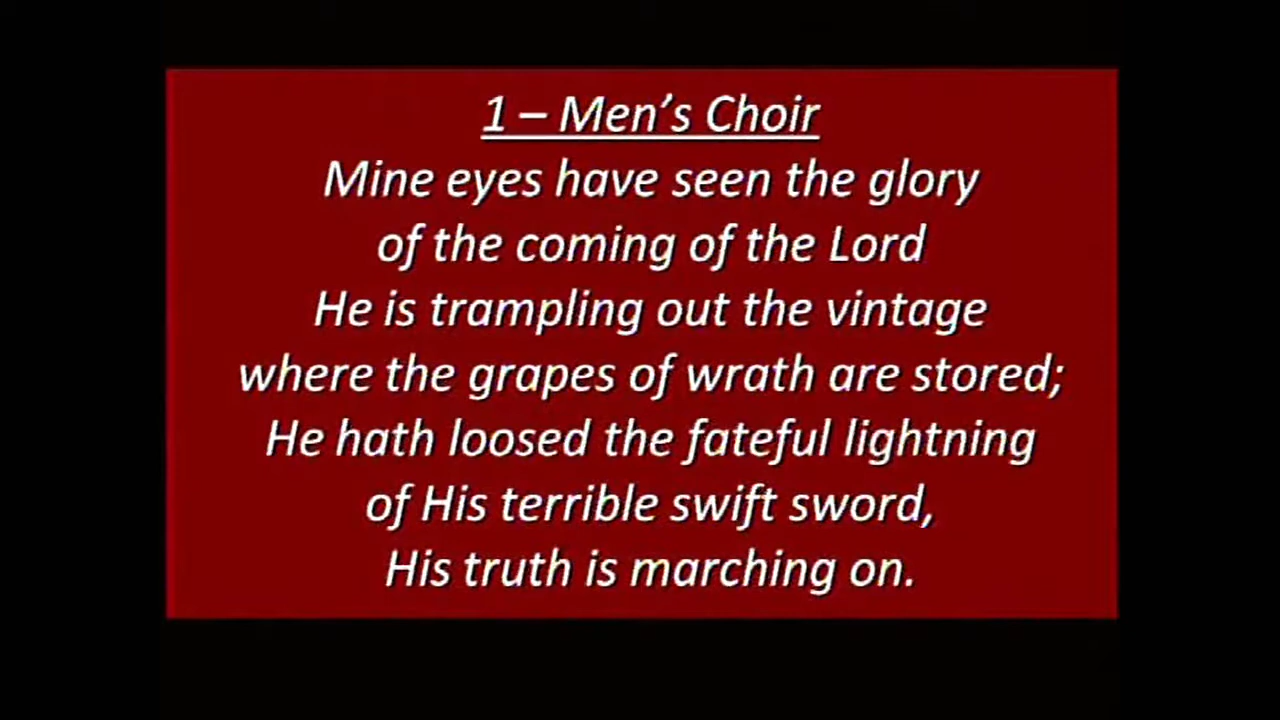 1 – Men’s Choir
Mine eyes have seen the glory
of the coming of the Lord
He is trampling out the vintage
where the grapes of wrath are stored;
He hath loosed the fateful lightning
of His terrible swift sword,
His truth is marching on.